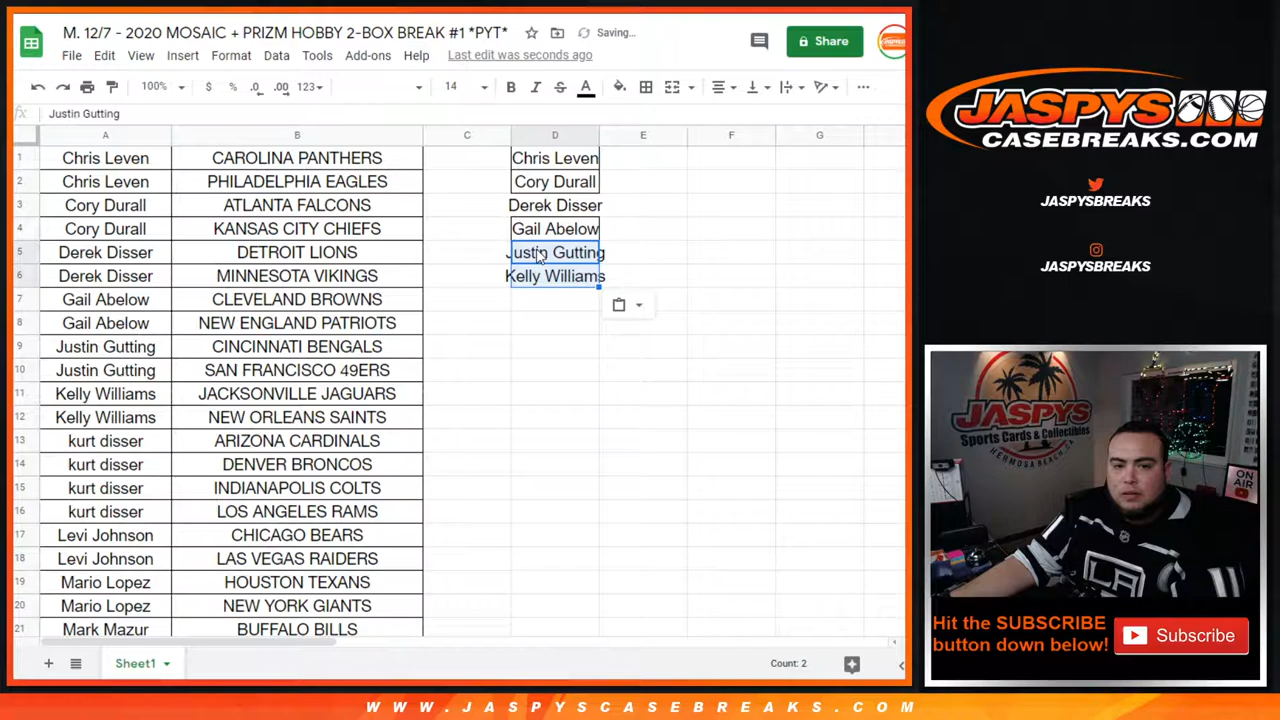 M. 12/7 - 2020 MOSAIC + PRIZM HOBBY 2-BOX BREAK #1 *PYT*
Saving...
File Edit View Insert Format Data Tools Add-ons Help Last edit was seconds ago
Share
100% $ % .0 .00 123 14 B I S A
fx Justin Gutting
A B C D E F G
1 Chris Leven CAROLINA PANTHERS Chris Leven
2 Chris Leven PHILADELPHIA EAGLES Cory Durall
3 Cory Durall ATLANTA FALCONS Derek Disser
4 Cory Durall KANSAS CITY CHIEFS Gail Abelow
5 Derek Disser DETROIT LIONS Justin Gutting
6 Derek Disser MINNESOTA VIKINGS Kelly Williams
7 Gail Abelow CLEVELAND BROWNS
8 Gail Abelow NEW ENGLAND PATRIOTS
9 Justin Gutting CINCINNATI BENGALS
10 Justin Gutting SAN FRANCISCO 49ERS
11 Kelly Williams JACKSONVILLE JAGUARS
12 Kelly Williams NEW ORLEANS SAINTS
13 kurt disser ARIZONA CARDINALS
14 kurt disser DENVER BRONCOS
15 kurt disser INDIANAPOLIS COLTS
16 kurt disser LOS ANGELES RAMS
17 Levi Johnson CHICAGO BEARS
18 Levi Johnson LAS VEGAS RAIDERS
19 Mario Lopez HOUSTON TEXANS
20 Mario Lopez NEW YORK GIANTS
21 Mark Mazur BUFFALO BILLS
Sheet1
Count: 2
JASPYS
CASEBREAKS.COM
JASPYSBREAKS
JASPYSBREAKS
JASPYS
Sports Cards & Collectibles
HERMOSA BEACH, CA
ON AIR
LA
Hit the SUBSCRIBE
button down below!
Subscribe
WWW.JASPYSCASEBREAKS.COM